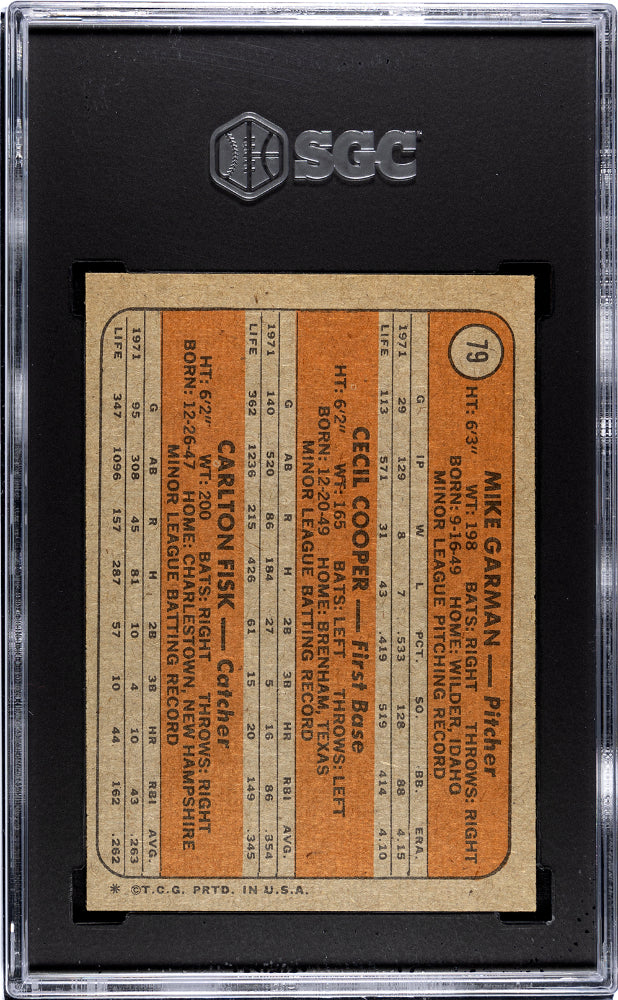 SGC
79
MIKE GARMAN — Pitcher
HT: 6'3" WT: 198 BATS: RIGHT THROWS: RIGHT
BORN: 9-16-49 HOME: WILDER, IDAHO
MINOR LEAGUE PITCHING RECORD
G IP W L PCT. SO. BB. ERA.
1971 29 129 8 7 .533 128 88 4.15
LIFE 113 571 31 43 .419 519 414 4.10
CECIL COOPER — First Base
HT: 6'2" WT: 165 BATS: LEFT THROWS: LEFT
BORN: 12-20-49 HOME: BRENHAM, TEXAS
MINOR LEAGUE BATTING RECORD
G AB R H 2B 3B HR RBI AVG.
1971 140 520 86 184 27 5 16 86 .354
LIFE 362 1236 215 426 61 15 20 149 .345
CARLTON FISK — Catcher
HT: 6'2" WT: 200 BATS: RIGHT THROWS: RIGHT
BORN: 12-26-47 HOME: CHARLESTOWN, NEW HAMPSHIRE
MINOR LEAGUE BATTING RECORD
G AB R H 2B 3B HR RBI AVG.
1971 95 308 45 81 10 4 10 43 .263
LIFE 347 1096 157 287 57 10 44 162 .262
* ©T.C.G. PRTD. IN U.S.A.